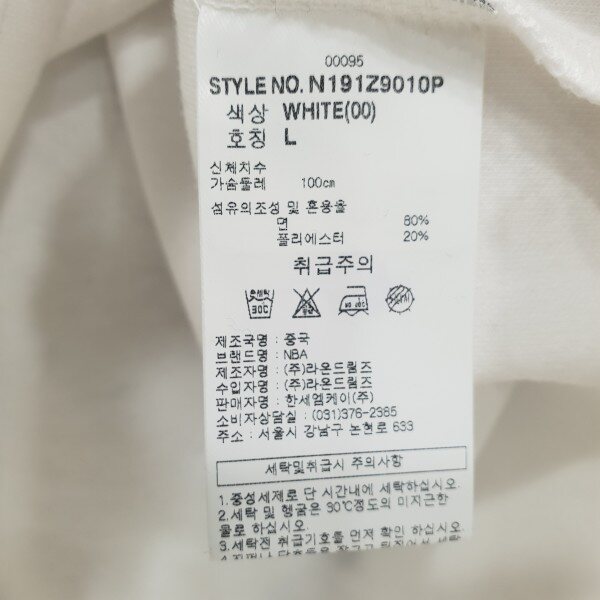 00095
STYLE NO. N191Z9010P
색상 WHITE(00)
호칭 L
신체치수
가슴둘레 100cm
섬유의조성 및 혼용율
면 80%
폴리에스터 20%
취급주의
손세탁
30℃
제조국명 : 중국
브랜드명 : NBA
제조자명 : (주)라온드림즈
수입자명 : (주)라온드림즈
판매자명 : 한세엠케이(주)
소비자상담실 : (031)376-2385
주소 : 서울시 강남구 논현로 633
세탁및취급시 주의사항
1.중성세제로 단 시간내에 세탁하십시오.
2.세탁 및 헹굼은 30℃정도의 미지근한
물로 하십시오.
3.세탁전 취급기호를 먼저 확인 하십시오.